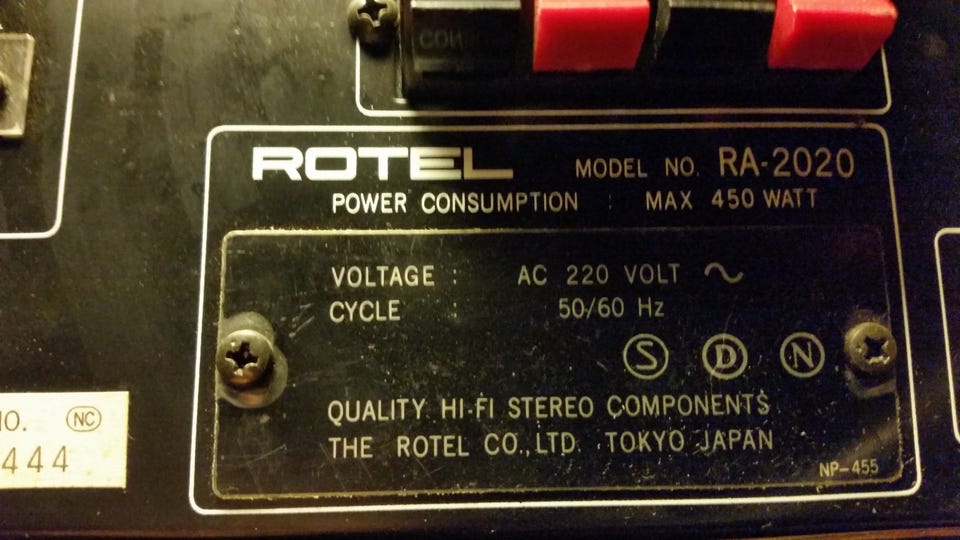 ROTEL MODEL NO. RA-2020
POWER CONSUMPTION : MAX 450 WATT
VOLTAGE : AC 220 VOLT ~
CYCLE : 50/60 Hz
S D N
QUALITY HI-FI STEREO COMPONENTS
THE ROTEL CO., LTD. TOKYO JAPAN
NP-455
NO. NC
444